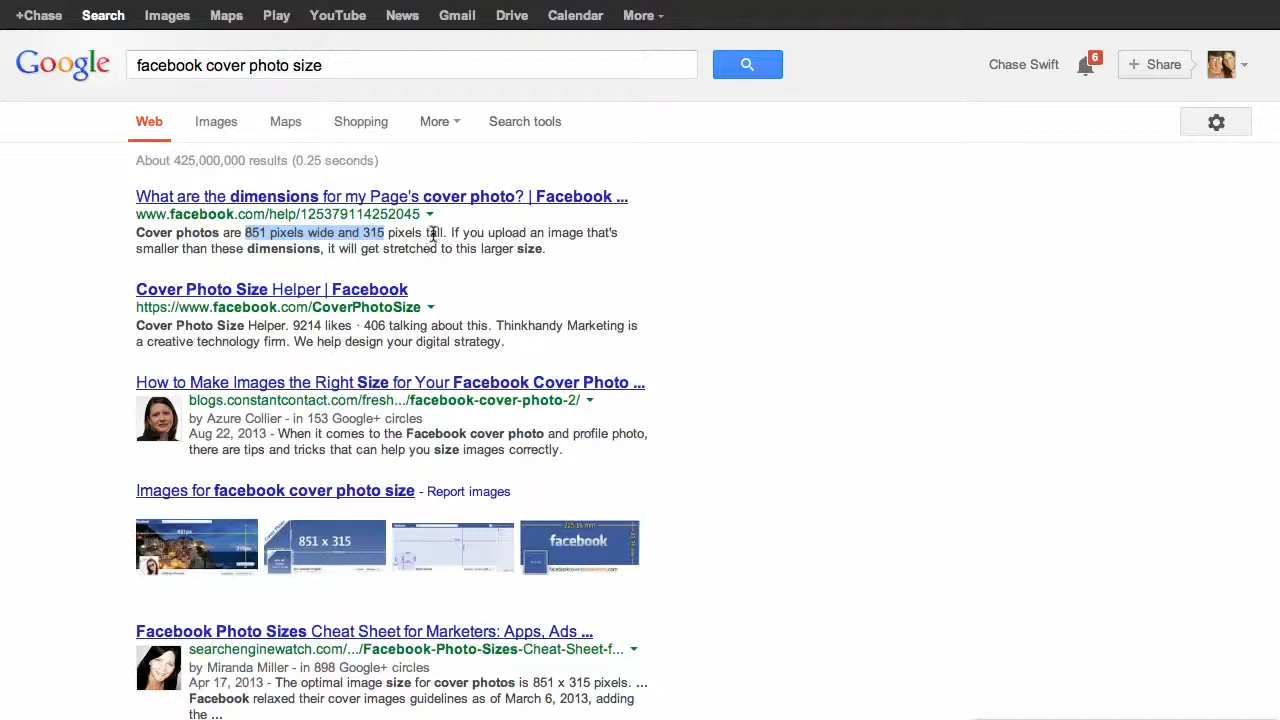 +Chase Search Images Maps Play YouTube News Gmail Drive Calendar More
Google facebook cover photo size Chase Swift 6 + Share
Web Images Maps Shopping More Search tools
About 425,000,000 results (0.25 seconds)
What are the dimensions for my Page's cover photo? | Facebook ...
www.facebook.com/help/125379114252045
Cover photos are 851 pixels wide and 315 pixels tall. If you upload an image that's
smaller than these dimensions, it will get stretched to this larger size.
Cover Photo Size Helper | Facebook
https://www.facebook.com/CoverPhotoSize
Cover Photo Size Helper. 9214 likes · 406 talking about this. Thinkhandy Marketing is
a creative technology firm. We help design your digital strategy.
How to Make Images the Right Size for Your Facebook Cover Photo ...
blogs.constantcontact.com/fresh.../facebook-cover-photo-2/
by Azure Collier - in 153 Google+ circles
Aug 22, 2013 - When it comes to the Facebook cover photo and profile photo,
there are tips and tricks that can help you size images correctly.
Images for facebook cover photo size - Report images
851 x 315
facebook
Facebook Photo Sizes Cheat Sheet for Marketers: Apps, Ads ...
searchenginewatch.com/.../Facebook-Photo-Sizes-Cheat-Sheet-f...
by Miranda Miller - in 898 Google+ circles
Apr 17, 2013 - The optimal image size for cover photos is 851 x 315 pixels. ...
Facebook relaxed their cover images guidelines as of March 6, 2013, adding
the ...